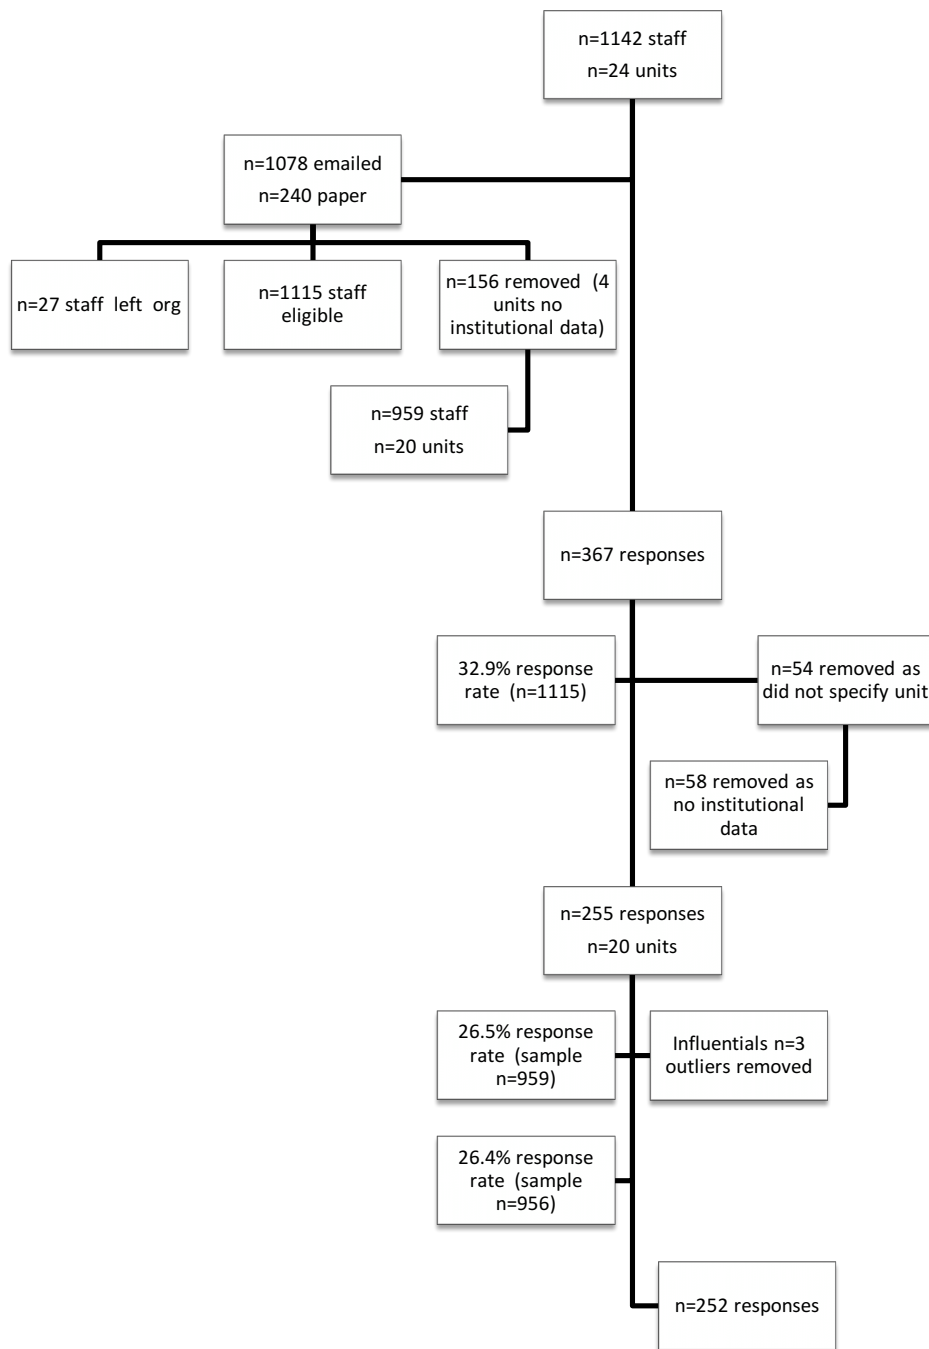 n=1142 staff
n=24 units
n=1078 emailed
n=240 paper
n=27 staff left org
n=1115 staff
eligible
n=156 removed (4
units no
institutional data)
n=959 staff
n=20 units
n=367 responses
32.9% response
rate (n=1115)
n=54 removed as
did not specify unit
n=58 removed as
no institutional
data
n=255 responses
n=20 units
26.5% response
rate (sample
n=959)
Influentials n=3
outliers removed
26.4% response
rate (sample
n=956)
n=252 responses